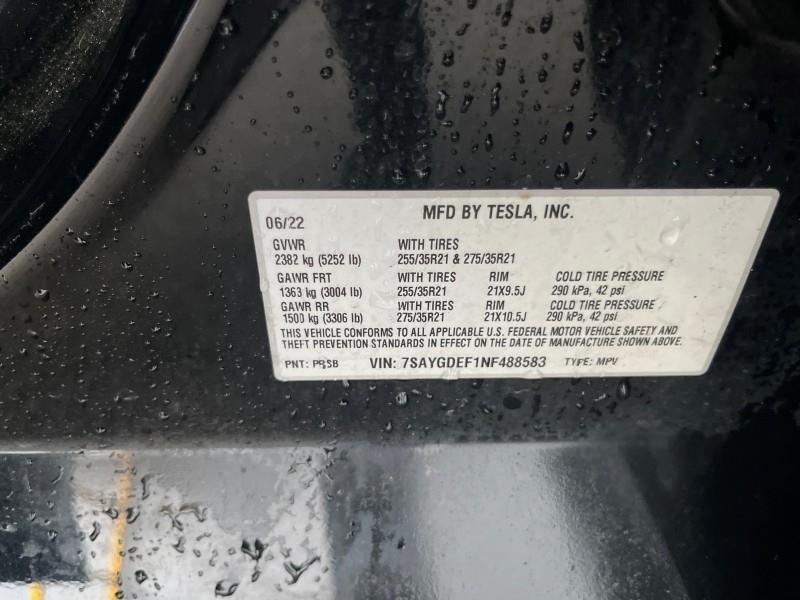 MFD BY TESLA, INC.
06/22
GVWR WITH TIRES
2382 kg (5252 lb) 255/35R21 & 275/35R21
GAWR FRT WITH TIRES RIM COLD TIRE PRESSURE
1363 kg (3004 lb) 255/35R21 21X9.5J 290 kPa, 42 psi
GAWR RR WITH TIRES RIM COLD TIRE PRESSURE
1500 kg (3306 lb) 275/35R21 21X10.5J 290 kPa, 42 psi
THIS VEHICLE CONFORMS TO ALL APPLICABLE U.S. FEDERAL MOTOR VEHICLE SAFETY AND
THEFT PREVENTION STANDARDS IN EFFECT ON THE DATE OF MANUFACTURE SHOWN ABOVE.
PNT: PBSB VIN: 7SAYGDEF1NF488583 TYPE: MPV